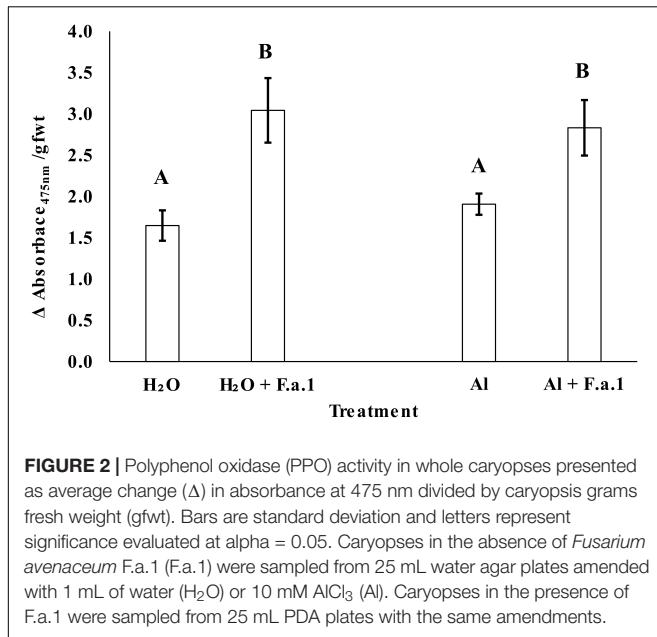 4.0
3.5
3.0
2.5
2.0
1.5
1.0
0.5
0.0
Δ Absorbace475nm /gfwt
A
B
A
B
H₂O
H₂O + F.a.1
Al
Al + F.a.1
Treatment
FIGURE 2 | Polyphenol oxidase (PPO) activity in whole caryopses presented
as average change (Δ) in absorbance at 475 nm divided by caryopsis grams
fresh weight (gfwt). Bars are standard deviation and letters represent
significance evaluated at alpha = 0.05. Caryopses in the absence of Fusarium
avenaceum F.a.1 (F.a.1) were sampled from 25 mL water agar plates amended
with 1 mL of water (H₂O) or 10 mM AlCl₃ (Al). Caryopses in the presence of
F.a.1 were sampled from 25 mL PDA plates with the same amendments.